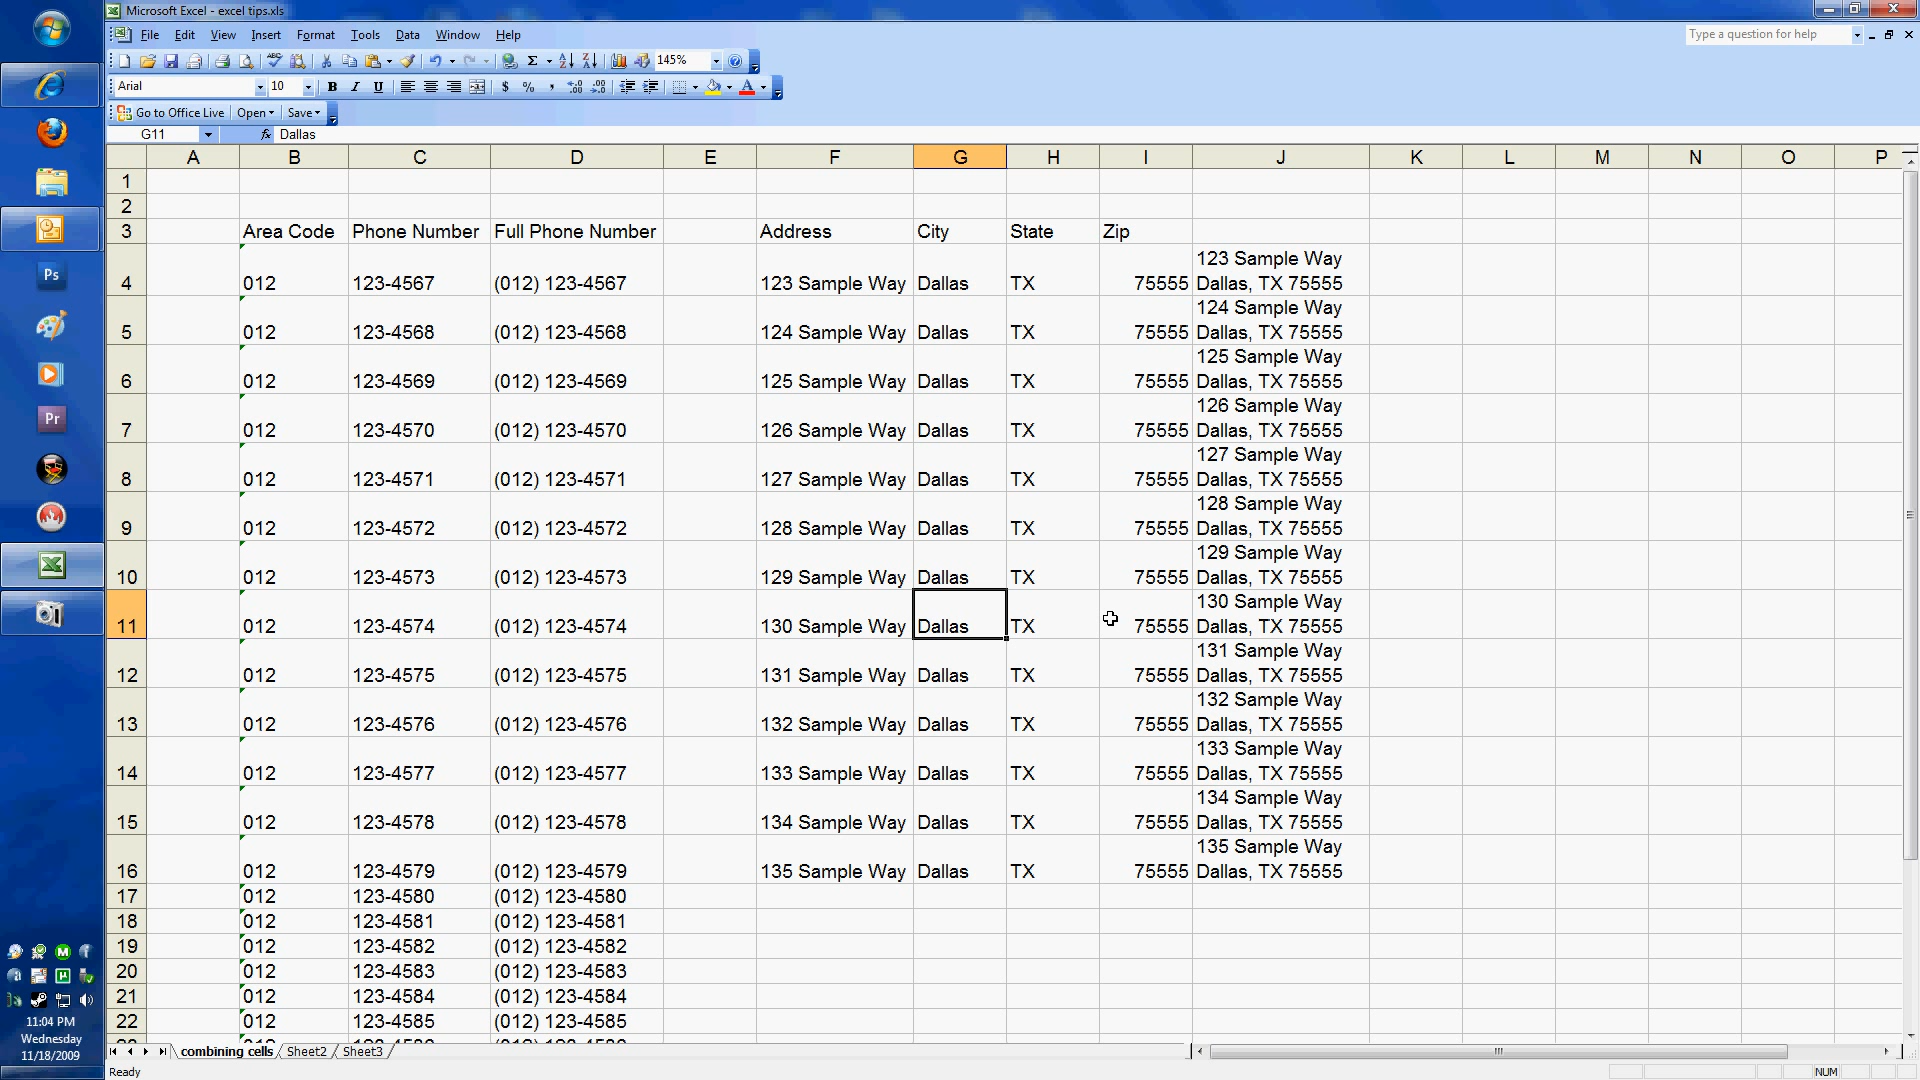 Microsoft Excel - excel tips.xls
File Edit View Insert Format Tools Data Window Help
Type a question for help
145%
Arial 10 B I U $ % ,
Go to Office Live Open Save
G11 fx Dallas
A B C D E F G H I J K L M N O P
1
2
3 Area Code Phone Number Full Phone Number Address City State Zip
123 Sample Way
4 012 123-4567 (012) 123-4567 123 Sample Way Dallas TX 75555 Dallas, TX 75555
124 Sample Way
5 012 123-4568 (012) 123-4568 124 Sample Way Dallas TX 75555 Dallas, TX 75555
125 Sample Way
6 012 123-4569 (012) 123-4569 125 Sample Way Dallas TX 75555 Dallas, TX 75555
126 Sample Way
7 012 123-4570 (012) 123-4570 126 Sample Way Dallas TX 75555 Dallas, TX 75555
127 Sample Way
8 012 123-4571 (012) 123-4571 127 Sample Way Dallas TX 75555 Dallas, TX 75555
128 Sample Way
9 012 123-4572 (012) 123-4572 128 Sample Way Dallas TX 75555 Dallas, TX 75555
129 Sample Way
10 012 123-4573 (012) 123-4573 129 Sample Way Dallas TX 75555 Dallas, TX 75555
130 Sample Way
11 012 123-4574 (012) 123-4574 130 Sample Way Dallas TX 75555 Dallas, TX 75555
131 Sample Way
12 012 123-4575 (012) 123-4575 131 Sample Way Dallas TX 75555 Dallas, TX 75555
132 Sample Way
13 012 123-4576 (012) 123-4576 132 Sample Way Dallas TX 75555 Dallas, TX 75555
133 Sample Way
14 012 123-4577 (012) 123-4577 133 Sample Way Dallas TX 75555 Dallas, TX 75555
134 Sample Way
15 012 123-4578 (012) 123-4578 134 Sample Way Dallas TX 75555 Dallas, TX 75555
135 Sample Way
16 012 123-4579 (012) 123-4579 135 Sample Way Dallas TX 75555 Dallas, TX 75555
17 012 123-4580 (012) 123-4580
18 012 123-4581 (012) 123-4581
19 012 123-4582 (012) 123-4582
20 012 123-4583 (012) 123-4583
21 012 123-4584 (012) 123-4584
22 012 123-4585 (012) 123-4585
combining cells Sheet2 Sheet3
Ready NUM
Ps
Pr
11:04 PM
Wednesday
11/18/2009